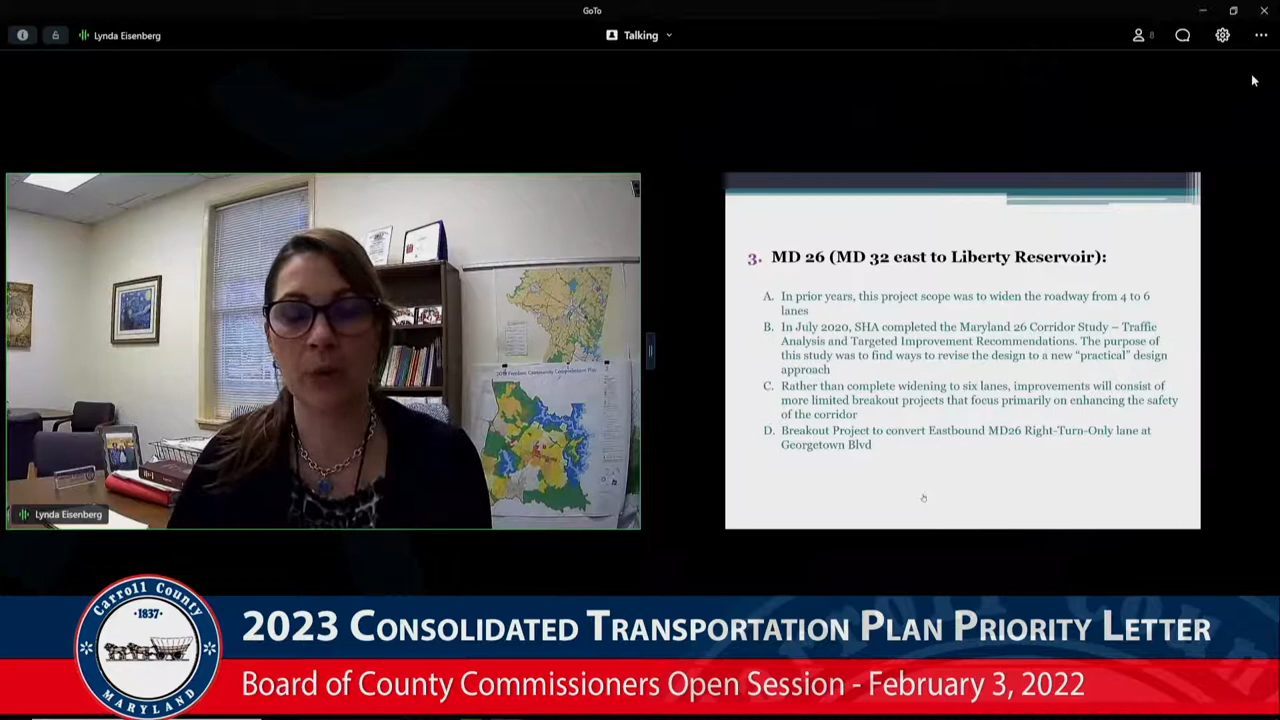 GoTo
Lynda Eisenberg
Talking
8
3. MD 26 (MD 32 east to Liberty Reservoir):
A. In prior years, this project scope was to widen the roadway from 4 to 6
lanes
B. In July 2020, SHA completed the Maryland 26 Corridor Study – Traffic
Analysis and Targeted Improvement Recommendations. The purpose of
this study was to find ways to revise the design to a new “practical” design
approach
C. Rather than complete widening to six lanes, improvements will consist of
more limited breakout projects that focus primarily on enhancing the safety
of the corridor
D. Breakout Project to convert Eastbound MD26 Right-Turn-Only lane at
Georgetown Blvd
Freedom Community Comprehensive Plan
Lynda Eisenberg
Carroll County
·1837·
MARYLAND
2023 Consolidated Transportation Plan Priority Letter
Board of County Commissioners Open Session - February 3, 2022